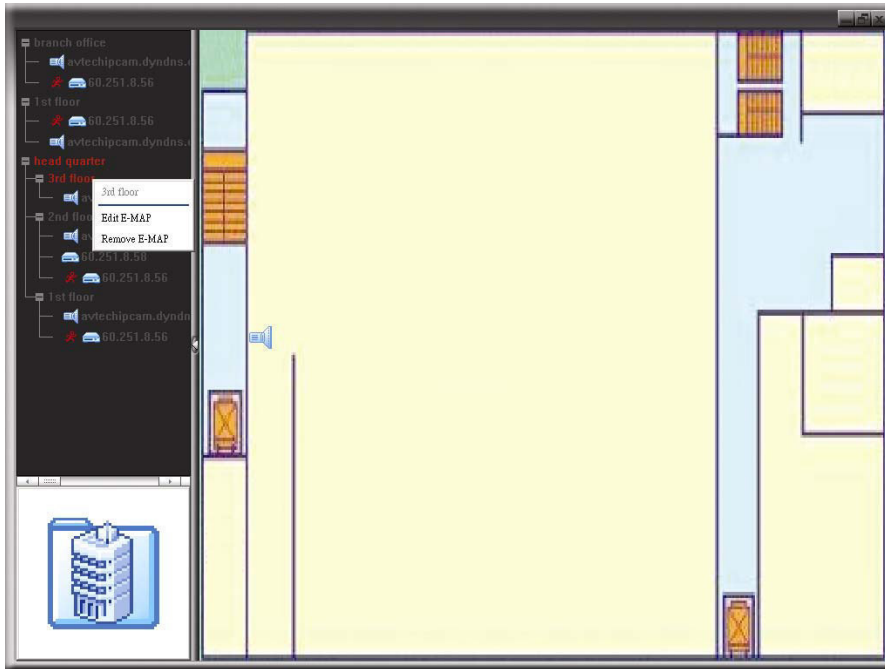 branch office
avtechipcam.dyndns.
60.251.8.56
1st floor
60.251.8.56
avtechipcam.dyndns.
head quarter
3rd floor
3rd floor
Edit E-MAP
Remove E-MAP
2nd floo
60.251.8.58
60.251.8.56
1st floor
avtechipcam.dyndn
60.251.8.56